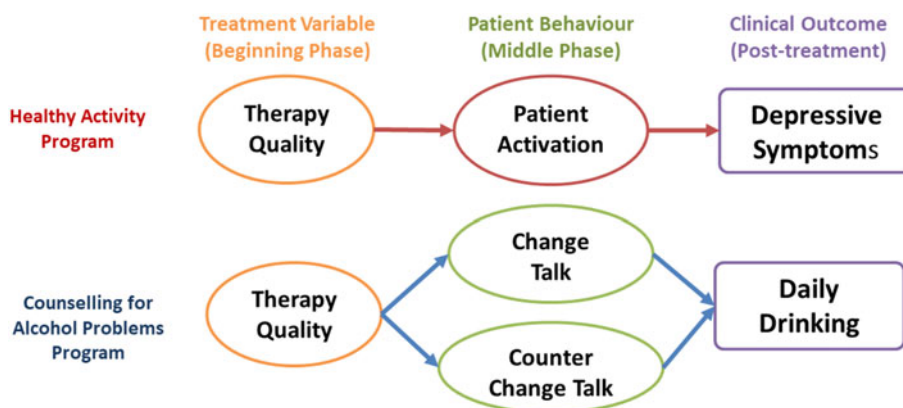 Treatment Variable
(Beginning Phase)
Patient Behaviour
(Middle Phase)
Clinical Outcome
(Post-treatment)
Healthy Activity
Program
Therapy
Quality
Patient
Activation
Depressive
Symptoms
Counselling for
Alcohol Problems
Program
Therapy
Quality
Change
Talk
Counter
Change Talk
Daily
Drinking